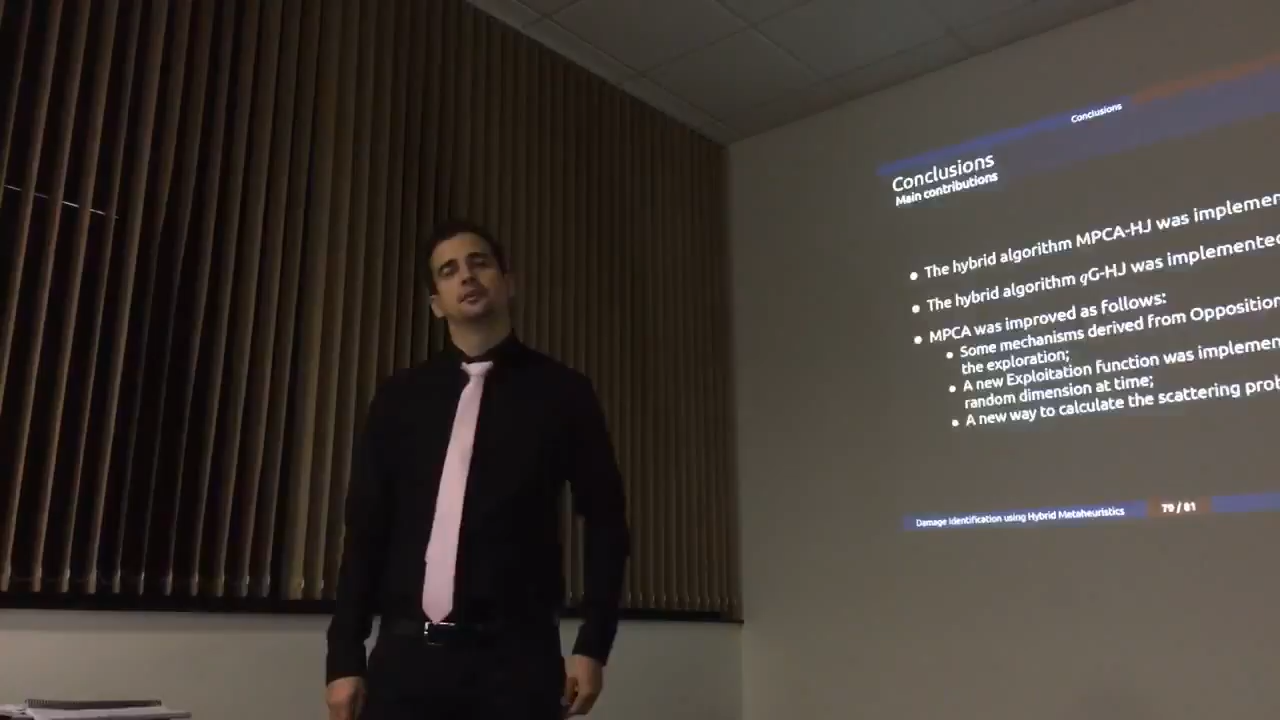 Conclusions
Conclusions
Main contributions
The hybrid algorithm MPCA-HJ was implemen
The hybrid algorithm qG-HJ was implemented
MPCA was improved as follows:
Some mechanisms derived from Opposition
the exploration;
A new Exploitation function was implemen
random dimension at time;
A new way to calculate the scattering prob
Damage Identification using Hybrid Metaheuristics
79 / 81